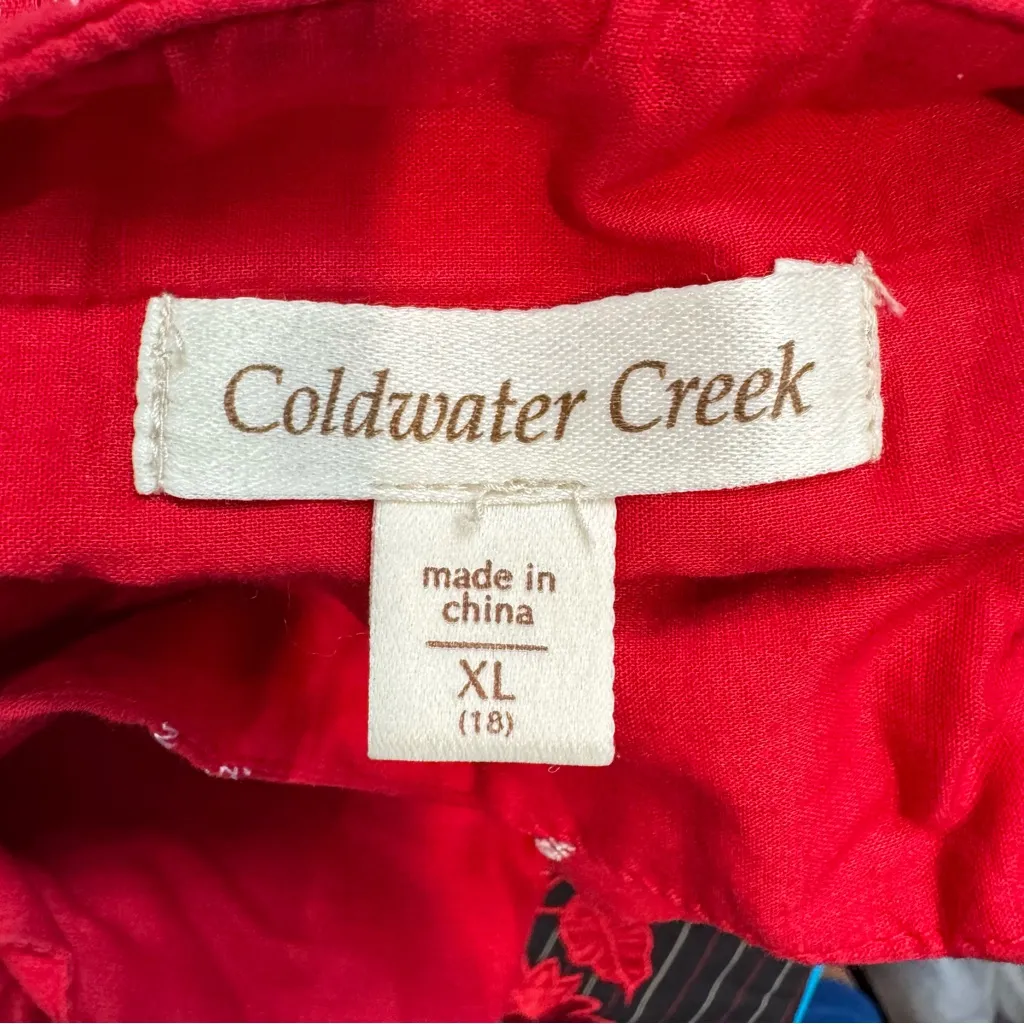 Coldwater Creek
made in
china
XL
(18)